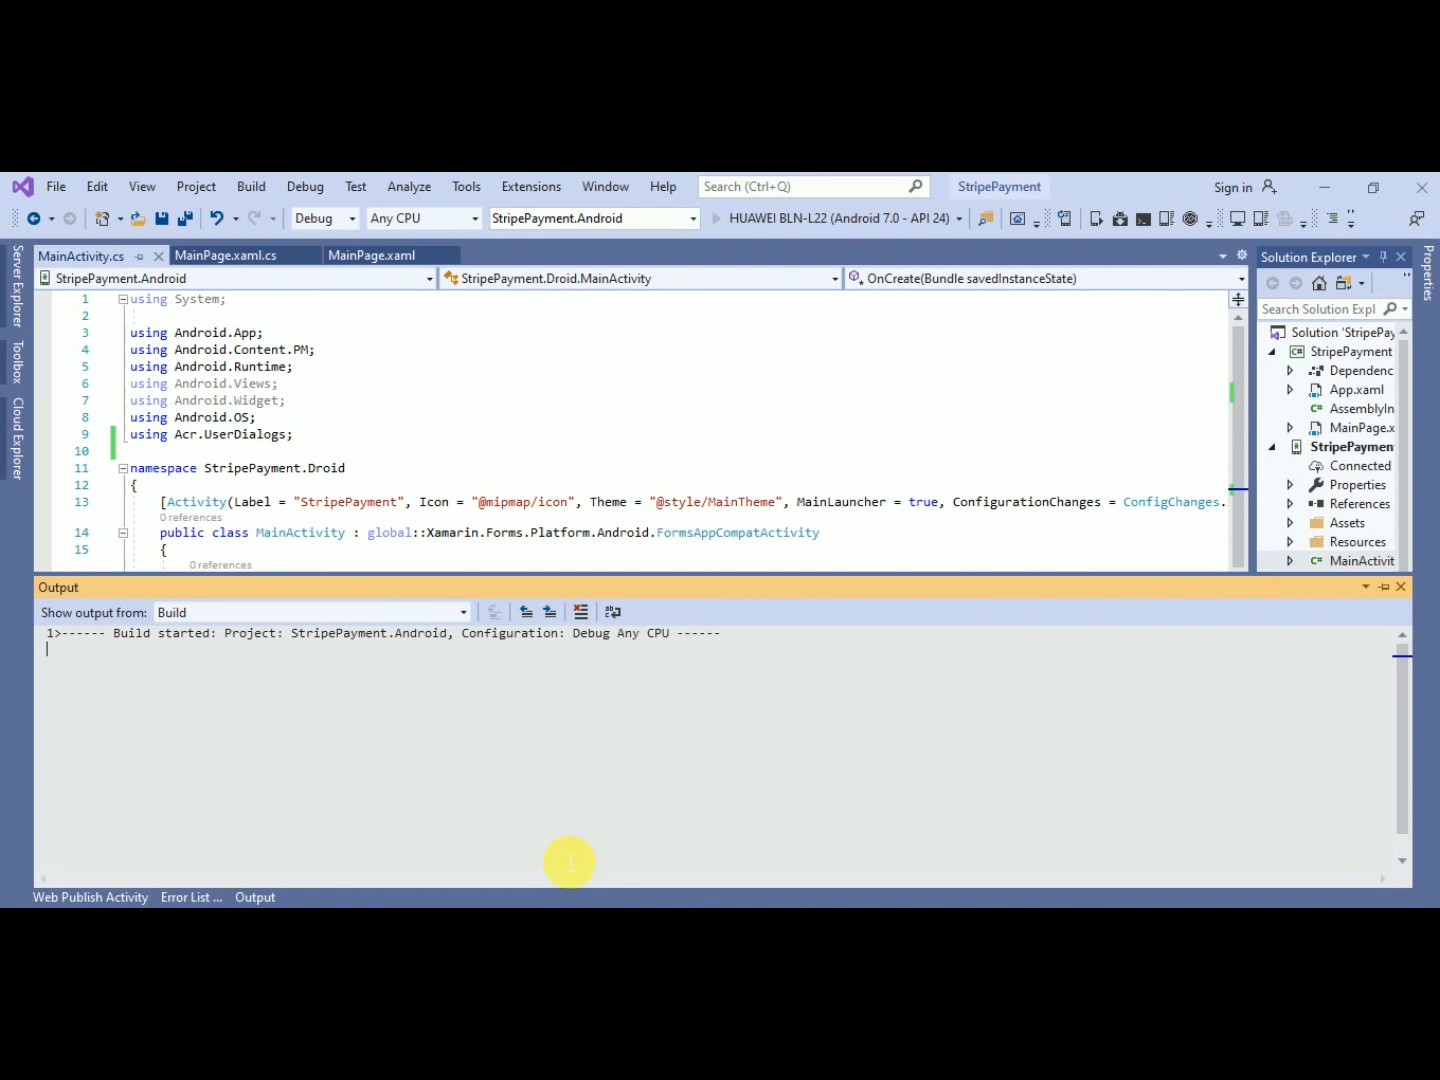 File Edit View Project Build Debug Test Analyze Tools Extensions Window Help Search (Ctrl+Q) StripePayment Sign in
Debug Any CPU StripePayment.Android HUAWEI BLN-L22 (Android 7.0 - API 24)
Server Explorer
Toolbox
Cloud Explorer
MainActivity.cs MainPage.xaml.cs MainPage.xaml
StripePayment.Android StripePayment.Droid.MainActivity OnCreate(Bundle savedInstanceState)
1 using System;
2
3 using Android.App;
4 using Android.Content.PM;
5 using Android.Runtime;
6 using Android.Views;
7 using Android.Widget;
8 using Android.OS;
9 using Acr.UserDialogs;
10
11 namespace StripePayment.Droid
12 {
13 [Activity(Label = "StripePayment", Icon = "@mipmap/icon", Theme = "@style/MainTheme", MainLauncher = true, ConfigurationChanges = ConfigChanges.
0 references
14 public class MainActivity : global::Xamarin.Forms.Platform.Android.FormsAppCompatActivity
15 {
0 references
Solution Explorer
Search Solution Expl
Solution 'StripePay
StripePayment
Dependenc
App.xaml
C# AssemblyIn
MainPage.x
StripePaymen
Connected
Properties
References
Assets
Resources
C# MainActivit
Properties
Output
Show output from: Build
1>------ Build started: Project: StripePayment.Android, Configuration: Debug Any CPU ------
Web Publish Activity Error List ... Output